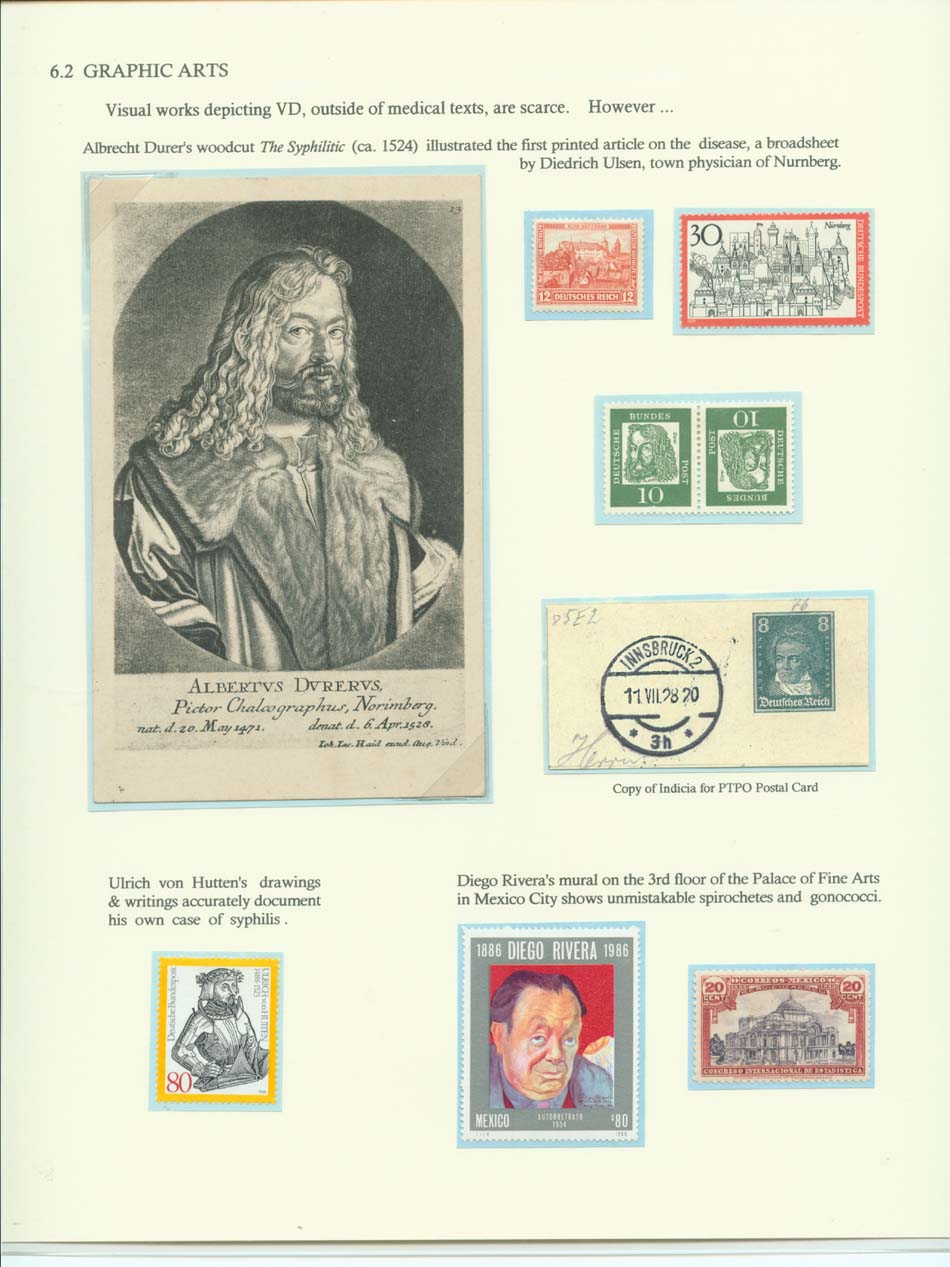 6.2 GRAPHIC ARTS
Visual works depicting VD, outside of medical texts, are scarce. However ...
Albrecht Durer's woodcut The Syphilitic (ca. 1524) illustrated the first printed article on the disease, a broadsheet
by Diedrich Ulsen, town physician of Nurnberg.
13
ALBERTVS DVRERVS,
Pictor Chalcographus, Norimberg.
nat. d. 20. May 1471. denat. d. 6. Apr. 1528.
Ioh. Iac. Haid excud. Aug. Vind.
12 DEUTSCHES REICH 12
30
Nürnberg
DEUTSCHE BUNDESPOST
DEUTSCHE
BUNDES
POST
10
DEUTSCHE
BUNDES
POST
10
76
INNSBRUCK 2
11.VII.28 20
* 3h *
8 8
Deutsches Reich
Herrn
Copy of Indicia for PTPO Postal Card
Ulrich von Hutten's drawings
& writings accurately document
his own case of syphilis .
Deutsche Bundespost
ULRICH von HUTTEN
1488-1523
80
Diego Rivera's mural on the 3rd floor of the Palace of Fine Arts
in Mexico City shows unmistakable spirochetes and gonococci.
1886 DIEGO RIVERA 1986
MEXICO
AUTORRETRATO
1954
$80
CORREOS MEXICO
20 CENT
20 CENT
CONGRESO INTERNACIONAL DE ESTADISTICA